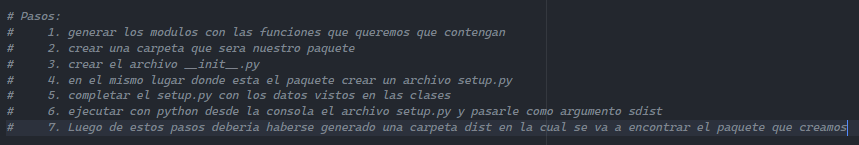 # Pasos:
# 1. generar los modulos con las funciones que queremos que contengan
# 2. crear una carpeta que sera nuestro paquete
# 3. crear el archivo __init__.py
# 4. en el mismo lugar donde esta el paquete crear un archivo setup.py
# 5. completar el setup.py con los datos vistos en las clases
# 6. ejecutar con python desde la consola el archivo setup.py y pasarle como argumento sdist
# 7. Luego de estos pasos deberia haberse generado una carpeta dist en la cual se va a encontrar el paquete que creamos